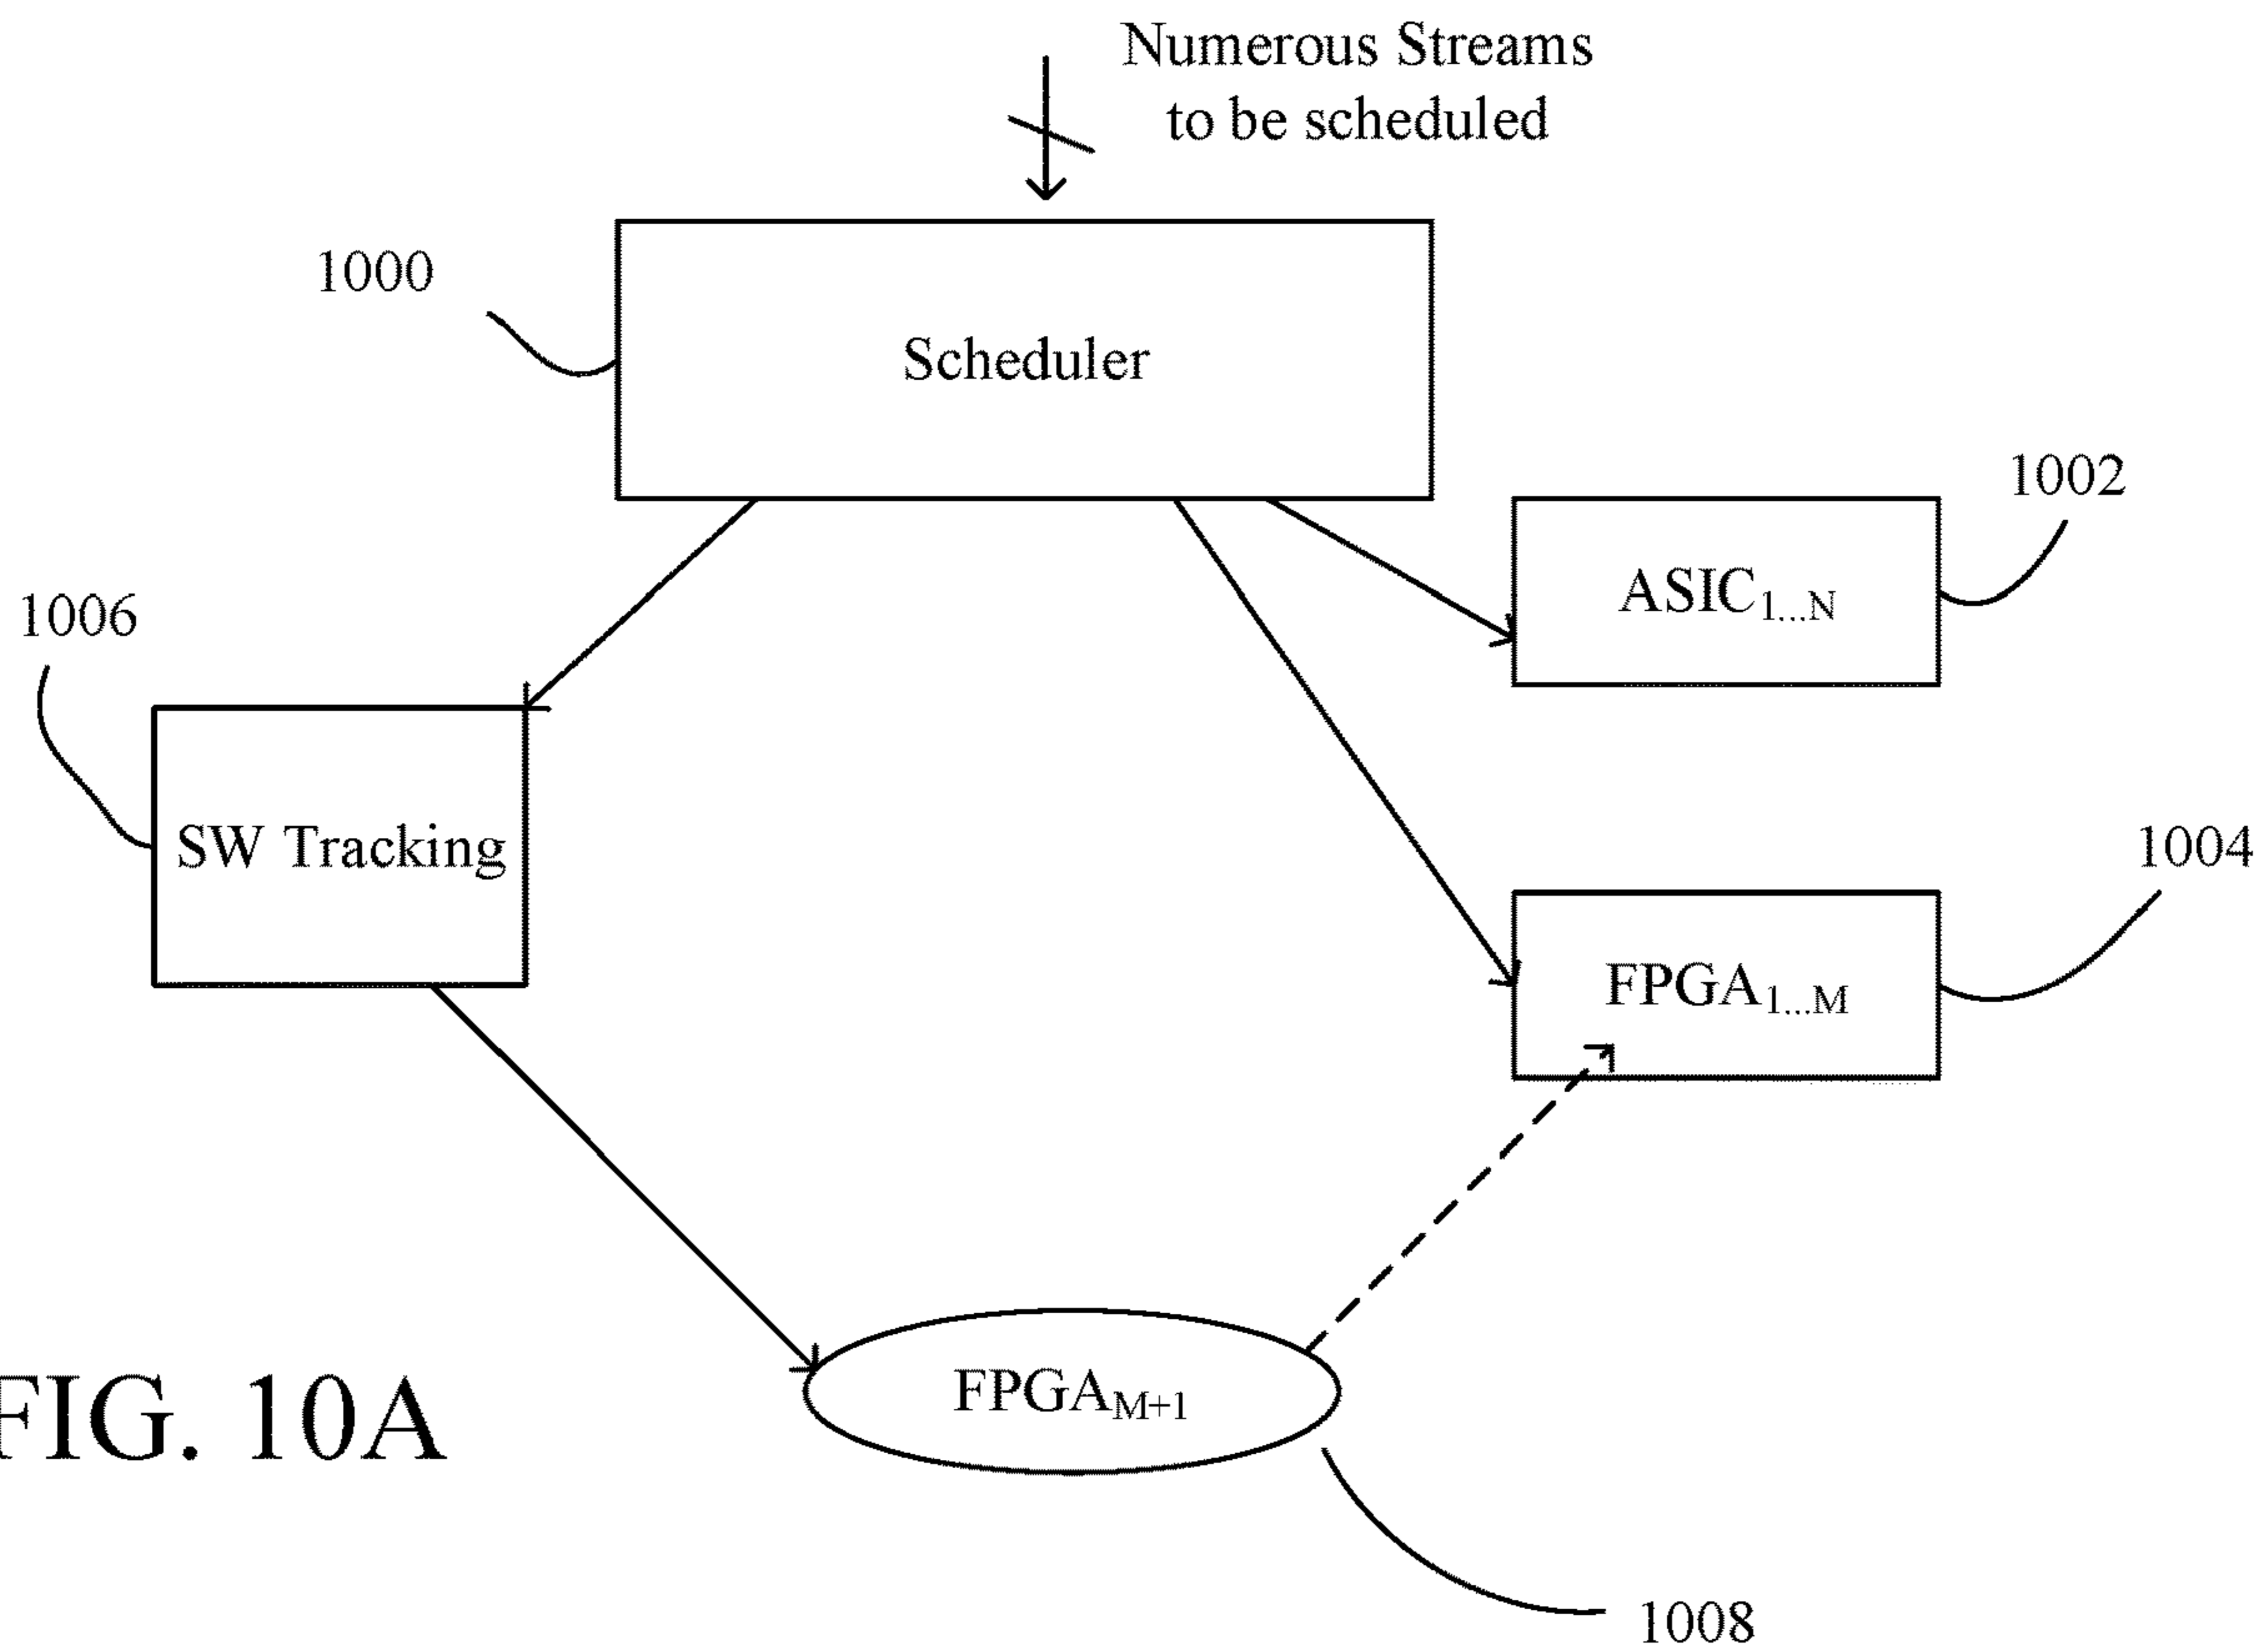 Numerous Streams
to be scheduled
1000
Scheduler
1002
ASIC1...N
1006
SW Tracking
1004
FPGA1...M
FPGAM+1
FIG. 10A
1008